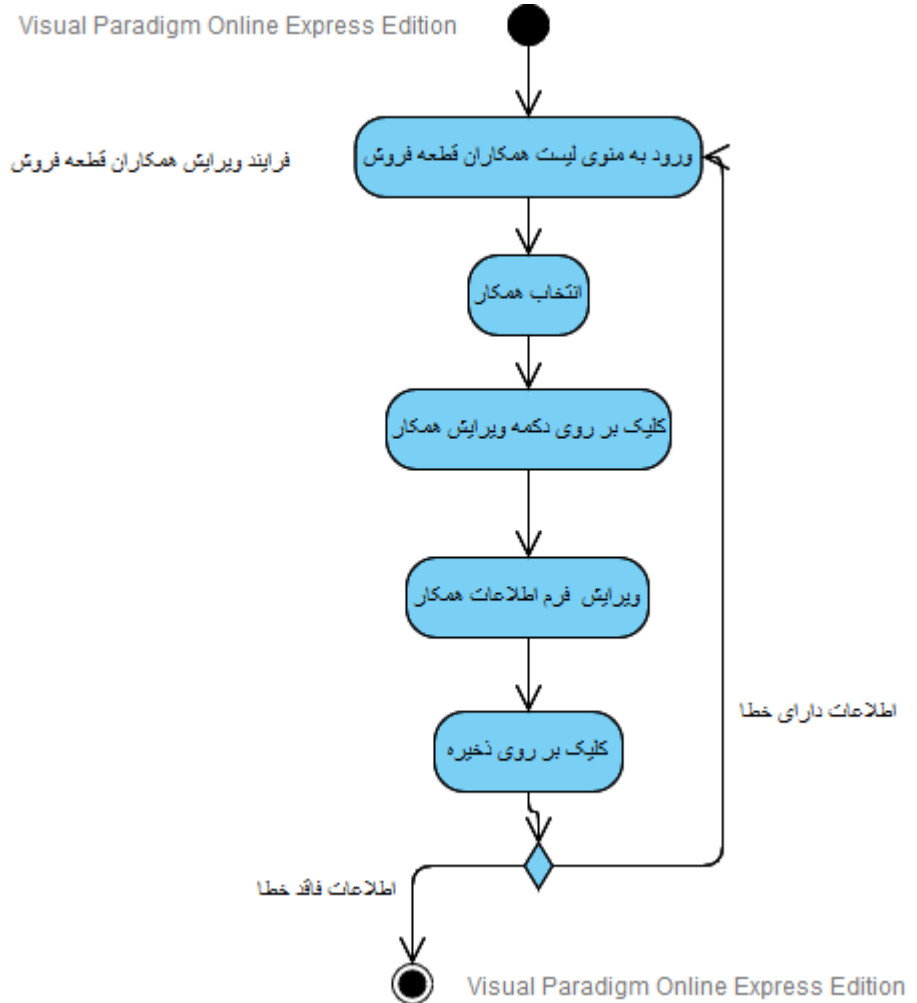 Visual Paradigm Online Express Edition
ورود به منوی لیست همکاران قطعه فروش
فرایند ویرایش همکاران قطعه فروش
انتخاب همکار
کلیک بر روی دکمه ویرایش همکار
ویرایش فرم اطلاعات همکار
اطلاعات دارای خطا
کلیک بر روی ذخیره
اطلاعات فاقد خطا
Visual Paradigm Online Express Edition